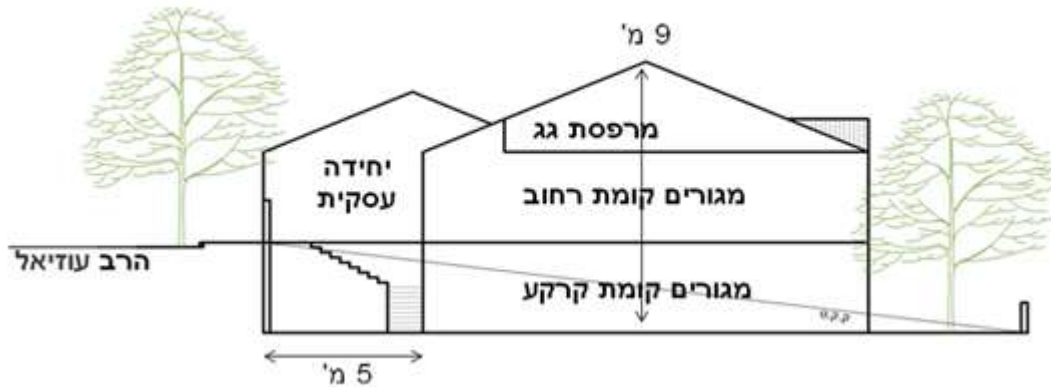 9 מ'
מרפסת גג
יחידה
עסקית
מגורים קומת רחוב
הרב עוזיאל
מגורים קומת קרקע
ק.ק.ט
5 מ'